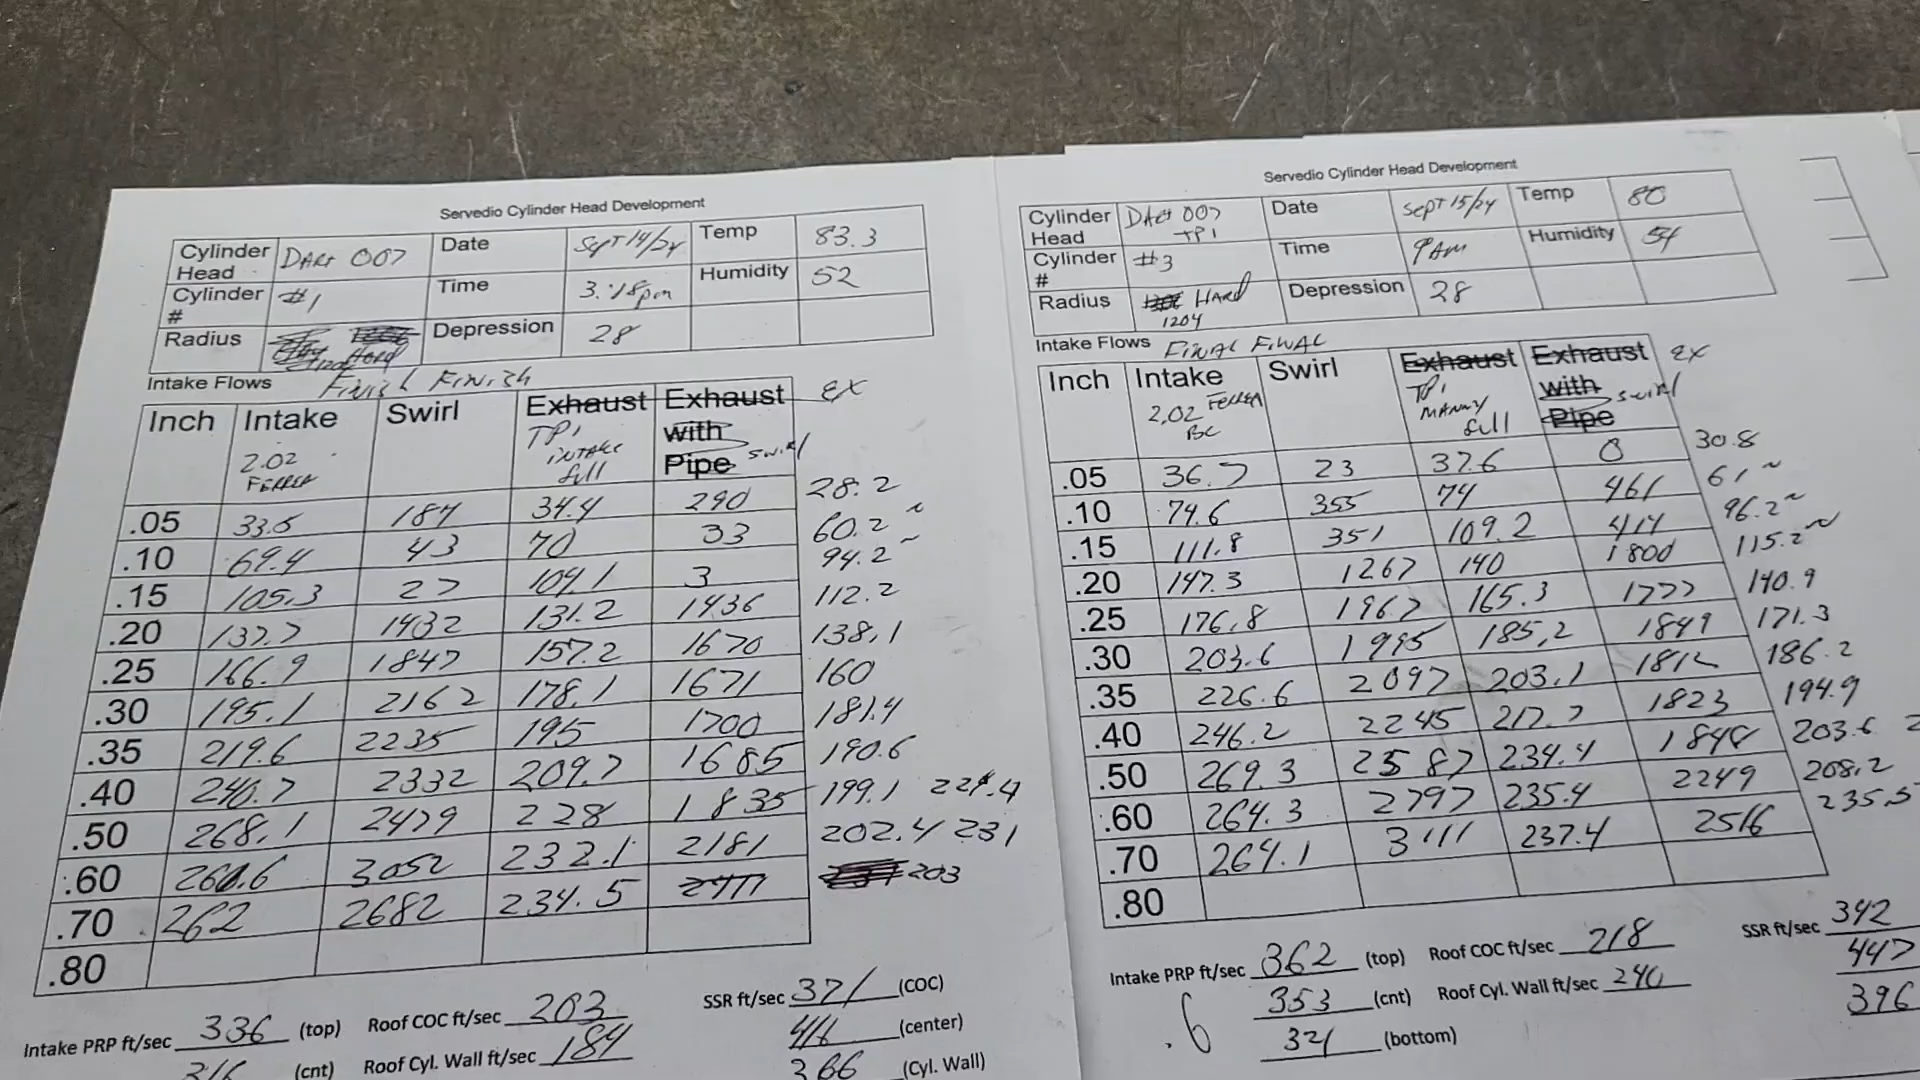 Servedio Cylinder Head Development
Cylinder Head DART 007 Date Sept 14/24 Temp 83.3
Cylinder # #1 Time 3:18pm Humidity 52
Radius Hard Depression 28
Intake Flows Finish Finish
Inch Intake Swirl Exhaust Exhaust with Pipe EX
2.02 FERREA TPI INTAKE full swirl
.05 33.5 184 34.4 290 28.2
.10 69.4 43 70 33 60.2 ~
.15 105.3 27 104.1 3 94.2 ~
.20 137.7 1432 131.2 1436 112.2
.25 166.9 1847 157.2 1670 138.1
.30 195.1 2162 178.1 1671 160
.35 219.6 2235 195 1700 181.4
.40 240.7 2332 209.7 1685 190.6
.50 268.1 2479 228 1835 199.1
.60 260.6 3052 232.1 2181 202.4 231
.70 262 2682 234.5 203
.80
Intake PRP ft/sec 336 (top) Roof COC ft/sec 203 SSR ft/sec 371 (COC)
316 (cnt) Roof Cyl. Wall ft/sec 184 416 (center)
366 (Cyl. Wall)
Servedio Cylinder Head Development
Cylinder Head DART 007 TPI Date Sept 15/24 Temp 80
Cylinder # #3 Time 9AM Humidity 54
Radius HARD 1204 Depression 28
Intake Flows FINAL FINAL
Inch Intake Swirl Exhaust Exhaust with Pipe EX
2.02 FERREA BC TPI MANNY full swirl
.05 36.7 23 37.6 0 30.8
.10 74.6 355 74 461 61 ~
.15 111.8 351 109.2 414 96.2 ~
.20 147.3 1267 140 1800 115.2 ~
.25 176.8 1967 165.3 1777 140.9
.30 203.6 1995 185.2 1849 171.3
.35 226.6 2097 203.1 1812 186.2
.40 246.2 2245 217.7 1823 194.9
.50 269.3 2587 234.4 1848 203.6
.60 264.3 2797 235.4 2249 208.2
.70 264.1 3111 237.4 2516 235.5
.80
Intake PRP ft/sec 362 (top) Roof COC ft/sec 218 SSR ft/sec 342
.6 353 (cnt) Roof Cyl. Wall ft/sec 240 447
321 (bottom) 396